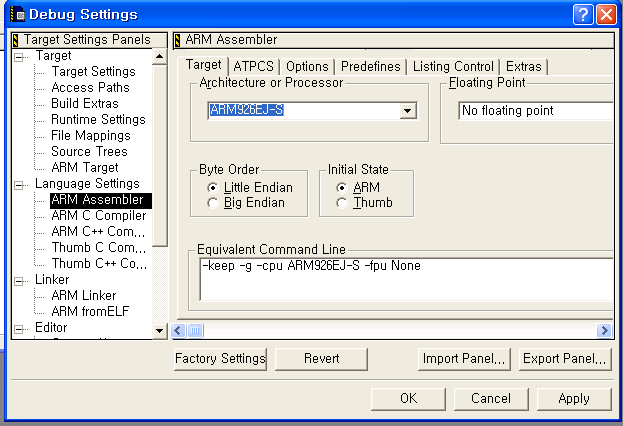 Debug Settings
Target Settings Panels
Target
Target Settings
Access Paths
Build Extras
Runtime Settings
File Mappings
Source Trees
ARM Target
Language Settings
ARM Assembler
ARM C Compiler
ARM C++ Com...
Thumb C Com...
Thumb C++ Co...
Linker
ARM Linker
ARM fromELF
Editor
ARM Assembler
Target ATPCS Options Predefines Listing Control Extras
Architecture or Processor
ARM926EJ-S
Floating Point
No floating point
Byte Order
Little Endian
Big Endian
Initial State
ARM
Thumb
Equivalent Command Line
-keep -g -cpu ARM926EJ-S -fpu None
Factory Settings Revert Import Panel... Export Panel...
OK Cancel Apply